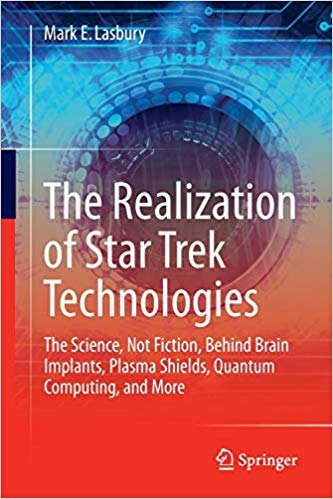 Mark E. Lasbury
The Realization
of Star Trek
Technologies
The Science, Not Fiction, Behind Brain
Implants, Plasma Shields, Quantum
Computing, and More
Springer